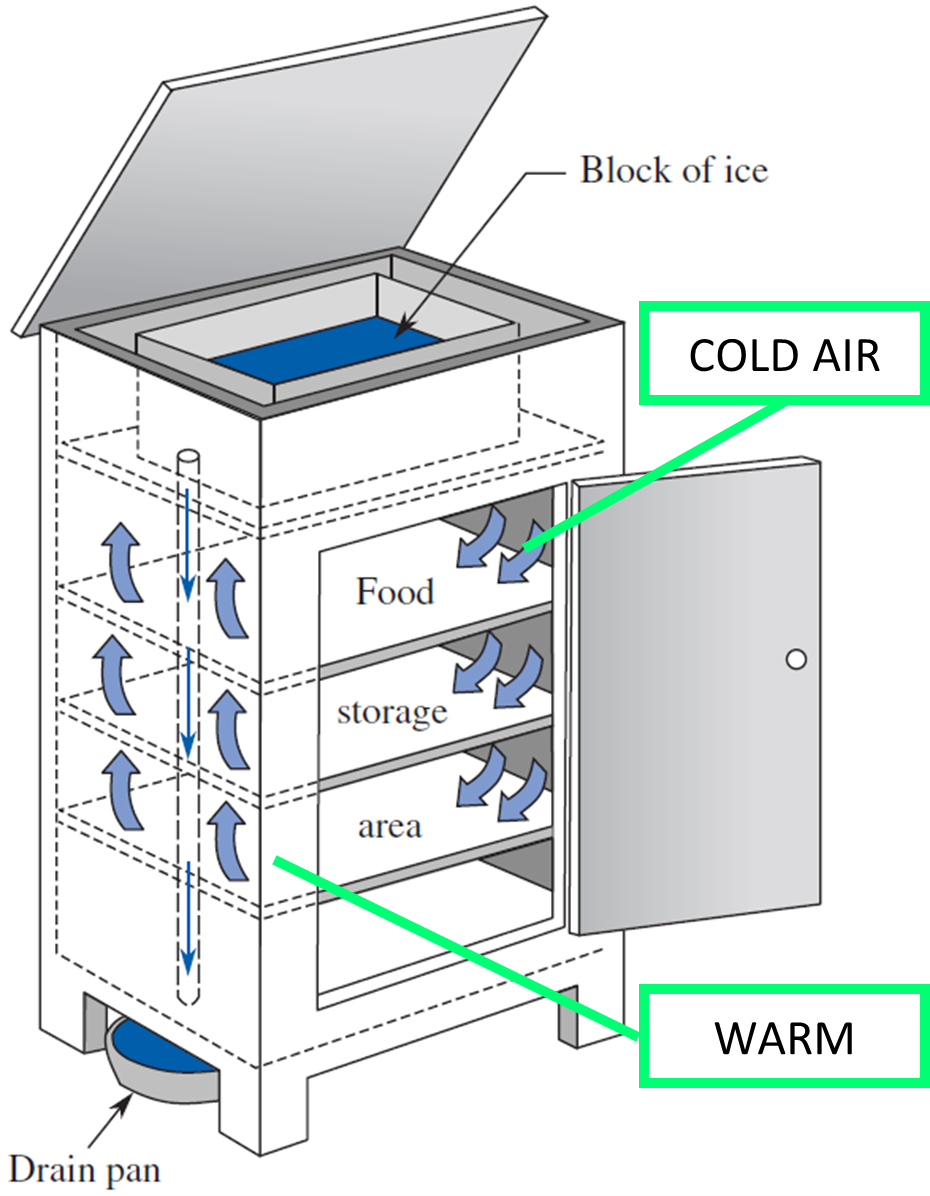 Block of ice
COLD AIR
Food
storage
area
WARM
Drain pan